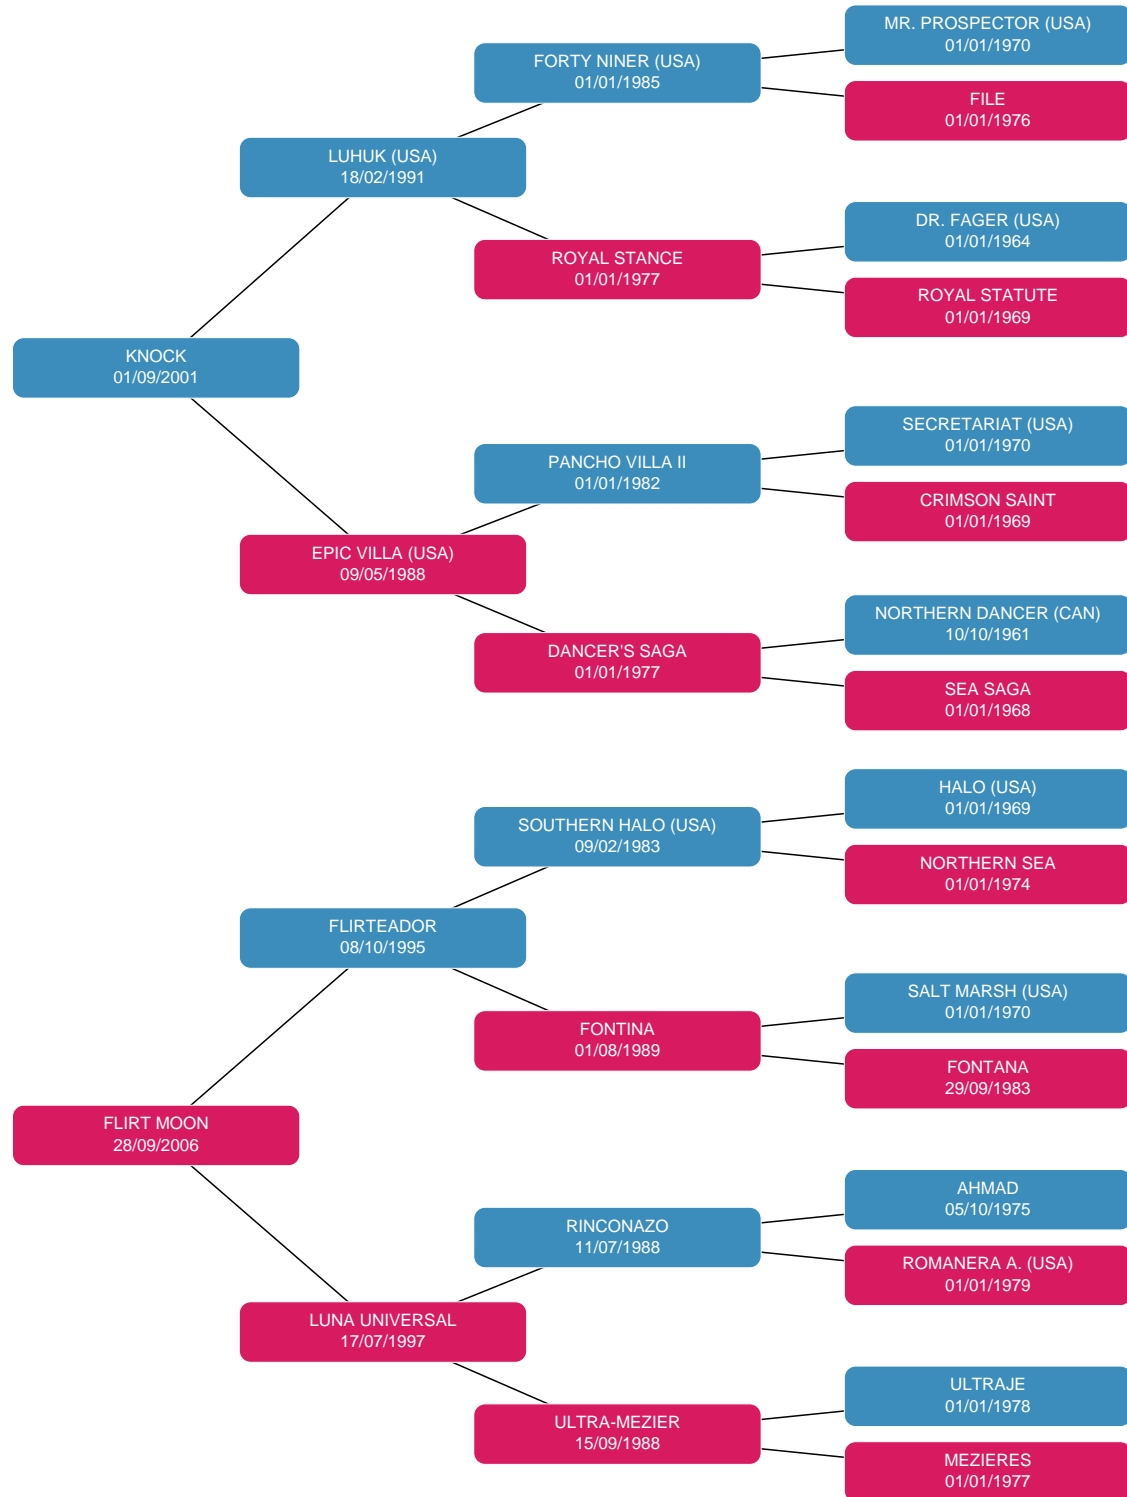 MR. PROSPECTOR (USA)
01/01/1970
FORTY NINER (USA)
01/01/1985
FILE
01/01/1976
LUHUK (USA)
18/02/1991
DR. FAGER (USA)
01/01/1964
ROYAL STANCE
01/01/1977
ROYAL STATUTE
01/01/1969
KNOCK
01/09/2001
SECRETARIAT (USA)
01/01/1970
PANCHO VILLA II
01/01/1982
CRIMSON SAINT
01/01/1969
EPIC VILLA (USA)
09/05/1988
NORTHERN DANCER (CAN)
10/10/1961
DANCER'S SAGA
01/01/1977
SEA SAGA
01/01/1968
HALO (USA)
01/01/1969
SOUTHERN HALO (USA)
09/02/1983
NORTHERN SEA
01/01/1974
FLIRTEADOR
08/10/1995
SALT MARSH (USA)
01/01/1970
FONTINA
01/08/1989
FONTANA
29/09/1983
FLIRT MOON
28/09/2006
AHMAD
05/10/1975
RINCONAZO
11/07/1988
ROMANERA A. (USA)
01/01/1979
LUNA UNIVERSAL
17/07/1997
ULTRAJE
01/01/1978
ULTRA-MEZIER
15/09/1988
MEZIERES
01/01/1977